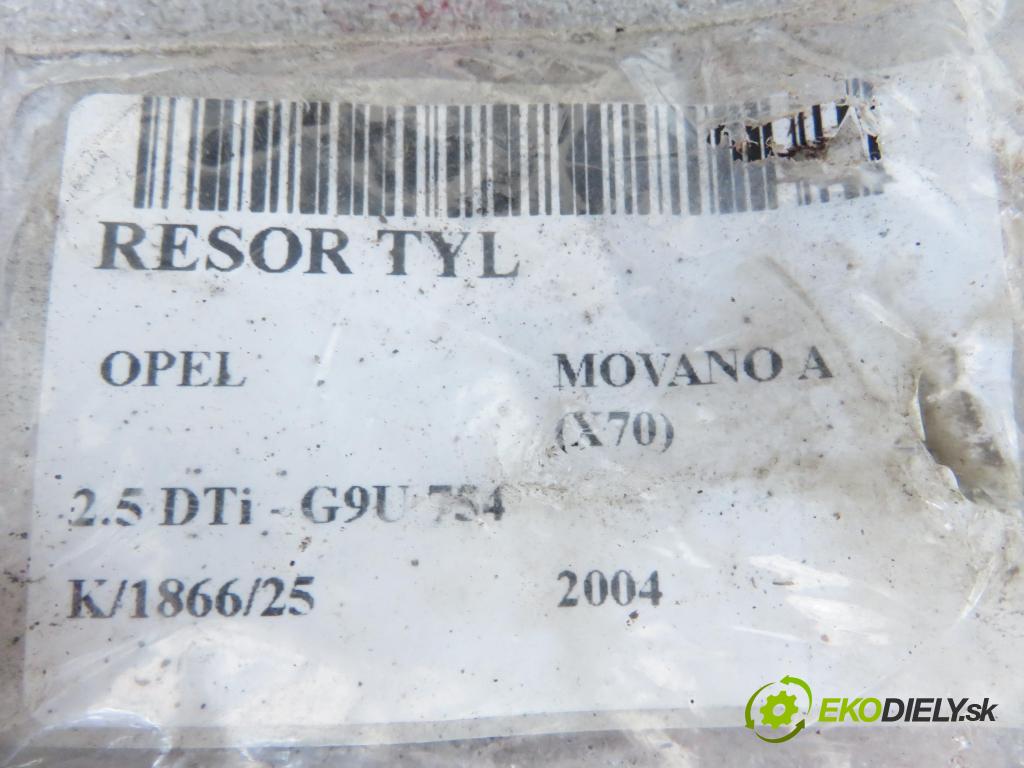 RESOR TYL
OPEL MOVANO A
(X70)
2.5 DTi - G9U 754
K/1866/25 2004
EKODIELY.sk